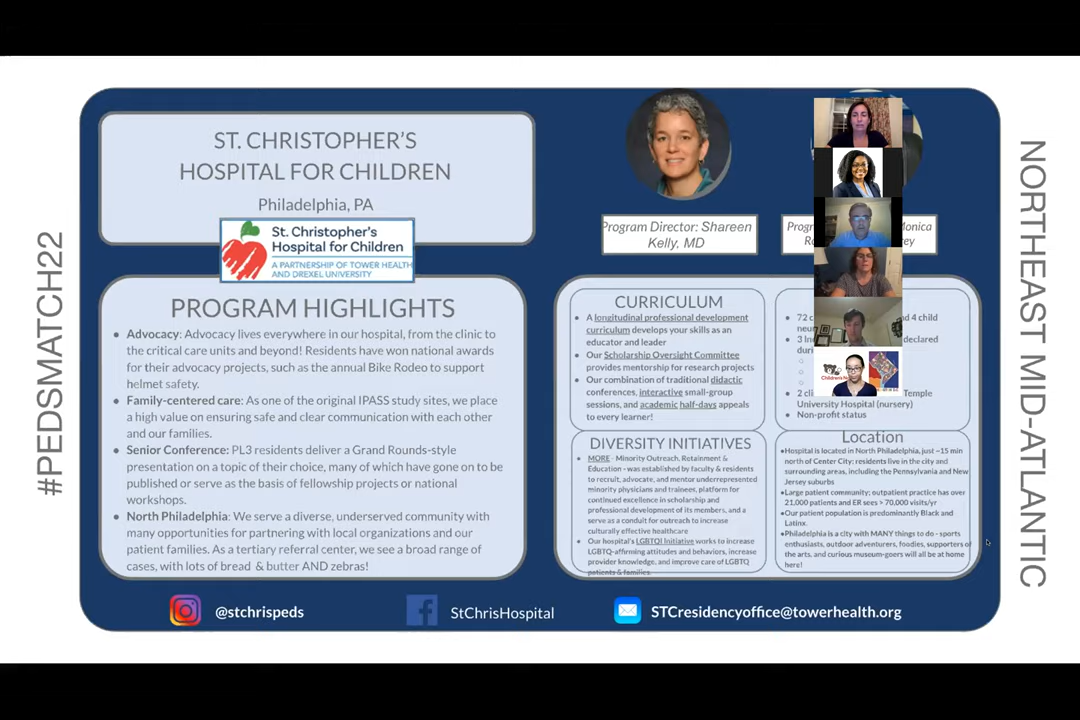 #PEDSMATCH22
ST. CHRISTOPHER'S
HOSPITAL FOR CHILDREN
Philadelphia, PA
St. Christopher's
Hospital for Children
A PARTNERSHIP OF TOWER HEALTH
AND DREXEL UNIVERSITY
Program Director: Shareen
Kelly, MD
PROGRAM HIGHLIGHTS
• Advocacy: Advocacy lives everywhere in our hospital, from the clinic to
the critical care units and beyond! Residents have won national awards
for their advocacy projects, such as the annual Bike Rodeo to support
helmet safety.
• Family-centered care: As one of the original IPASS study sites, we place
a high value on ensuring safe and clear communication with each other
and our families.
• Senior Conference: PL3 residents deliver a Grand Rounds-style
presentation on a topic of their choice, many of which have gone on to be
published or serve as the basis of fellowship projects or national
workshops.
• North Philadelphia: We serve a diverse, underserved community with
many opportunities for partnering with local organizations and our
patient families. As a tertiary referral center, we see a broad range of
cases, with lots of bread & butter AND zebras!
CURRICULUM
• A longitudinal professional development
curriculum develops your skills as an
educator and leader
• Our Scholarship Oversight Committee
provides mentorship for research projects
• Our combination of traditional didactic
conferences, interactive small-group
sessions, and academic half-days appeals
to every learner!
• 72 and 4 child
• 3
• 2 Temple
University Hospital (nursery)
• Non-profit status
DIVERSITY INITIATIVES
• MORE - Minority Outreach, Retainment &
Education - was established by faculty & residents
to recruit, advocate, and mentor underrepresented
minority physicians and trainees, platform for
continued excellence in scholarship and
professional development of its members, and a
serve as a conduit for outreach to increase
culturally effective healthcare
• Our hospital's LGBTQI Initiative works to increase
LGBTQ-affirming attitudes and behaviors, increase
provider knowledge, and improve care of LGBTQ
patients & families.
Location
•Hospital is located in North Philadelphia, just ~15 min
north of Center City: residents live in the city and
surrounding areas, including the Pennsylvania and New
Jersey suburbs
•Large patient community; outpatient practice has over
21,000 patients and ER sees > 70,000 visits/yr
•Our patient population is predominantly Black and
Latinx.
•Philadelphia is a city with MANY things to do - sports
enthusiasts, outdoor adventurers, foodies, supporters of
the arts, and curious museum-goers will all be at home
here!
@stchrispeds
StChrisHospital
STCresidencyoffice@towerhealth.org
NORTHEAST MID-ATLANTIC